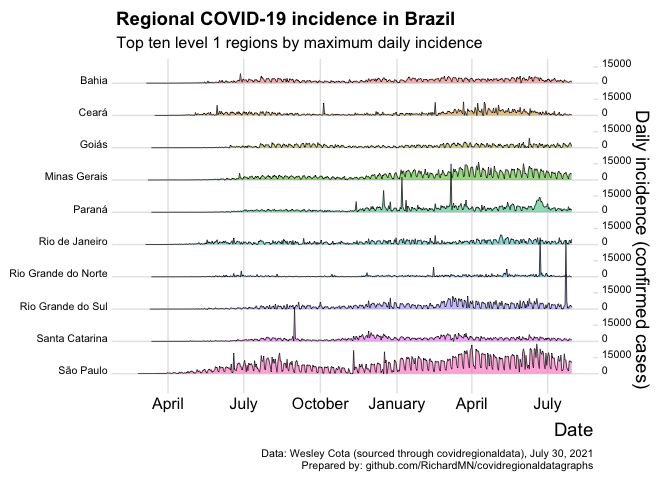 Regional COVID-19 incidence in Brazil
Top ten level 1 regions by maximum daily incidence
Bahia
15000
0
Ceará
15000
0
Goiás
15000
0
Minas Gerais
15000
0
Paraná
15000
0
Rio de Janeiro
15000
0
Rio Grande do Norte
15000
0
Rio Grande do Sul
15000
0
Santa Catarina
15000
0
São Paulo
15000
0
Daily incidence (confirmed cases)
April July October January April July
Date
Data: Wesley Cota (sourced through covidregionaldata), July 30, 2021
Prepared by: github.com/RichardMN/covidregionaldatagraphs